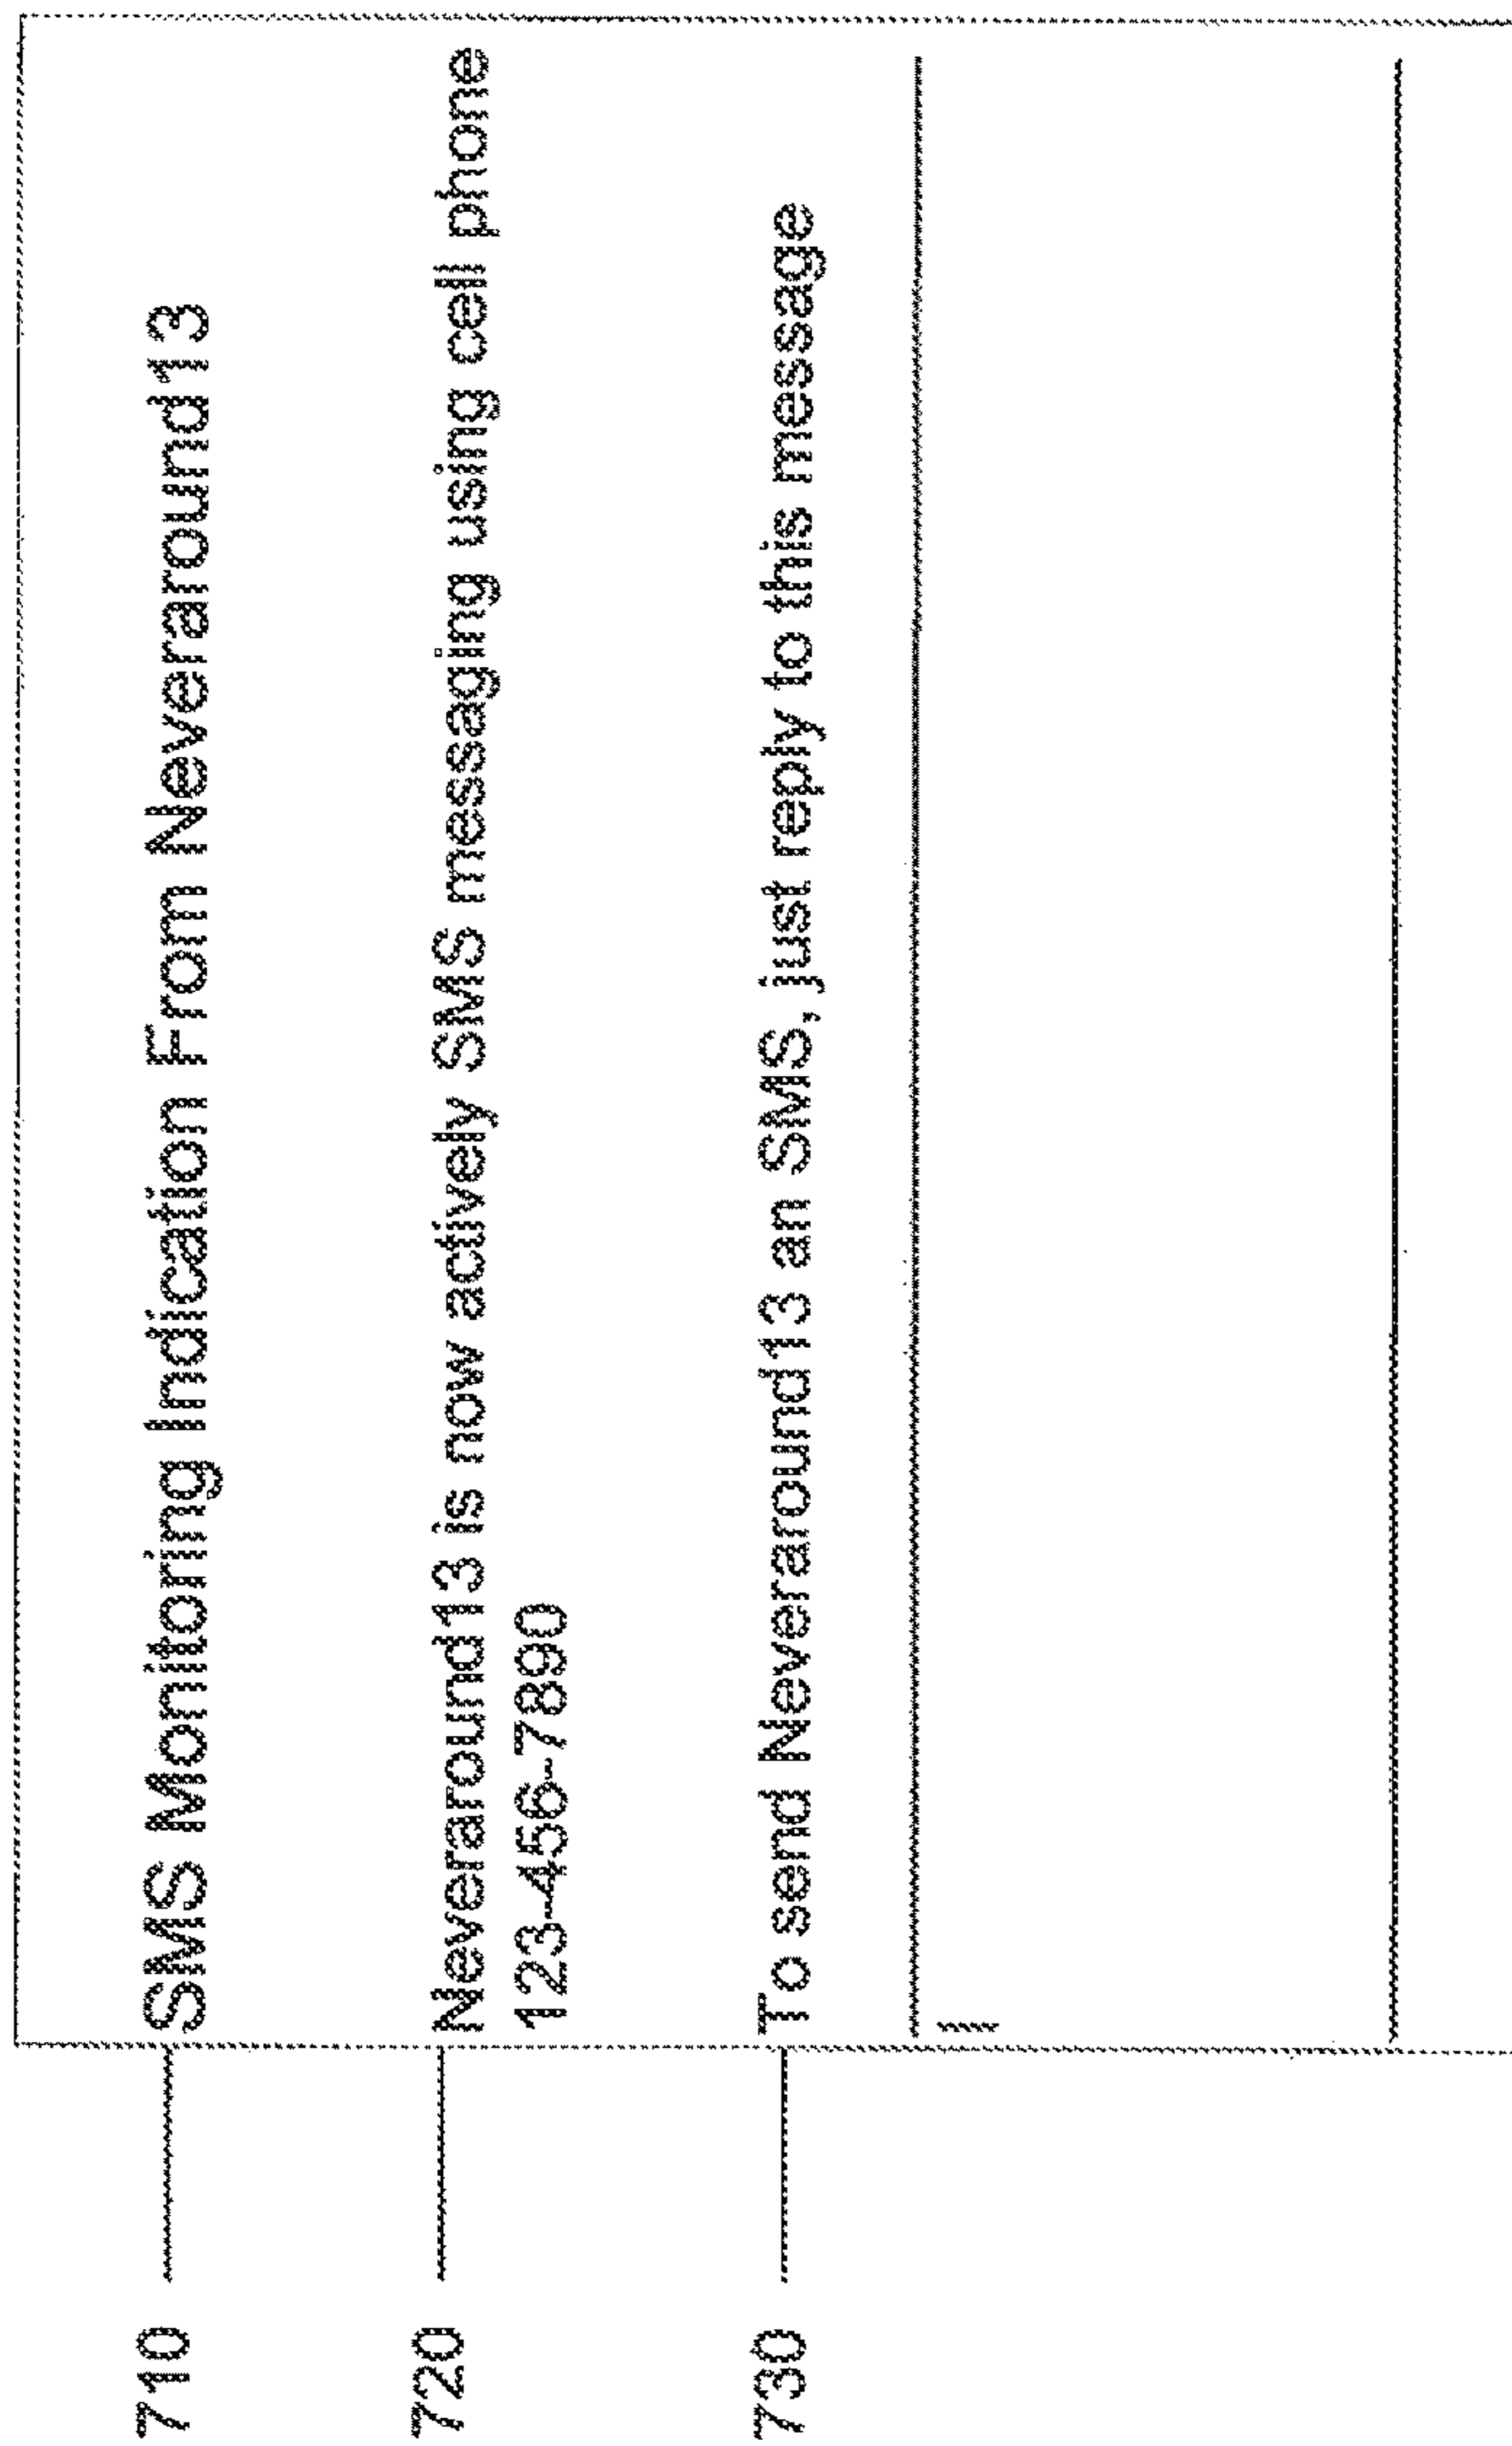 710 SMS Monitoring Indication From Neveraround13
720 Neveraround13 is now actively SMS messaging using cell phone
123-456-7890
730 To send Neveraround13 an SMS, just reply to this message